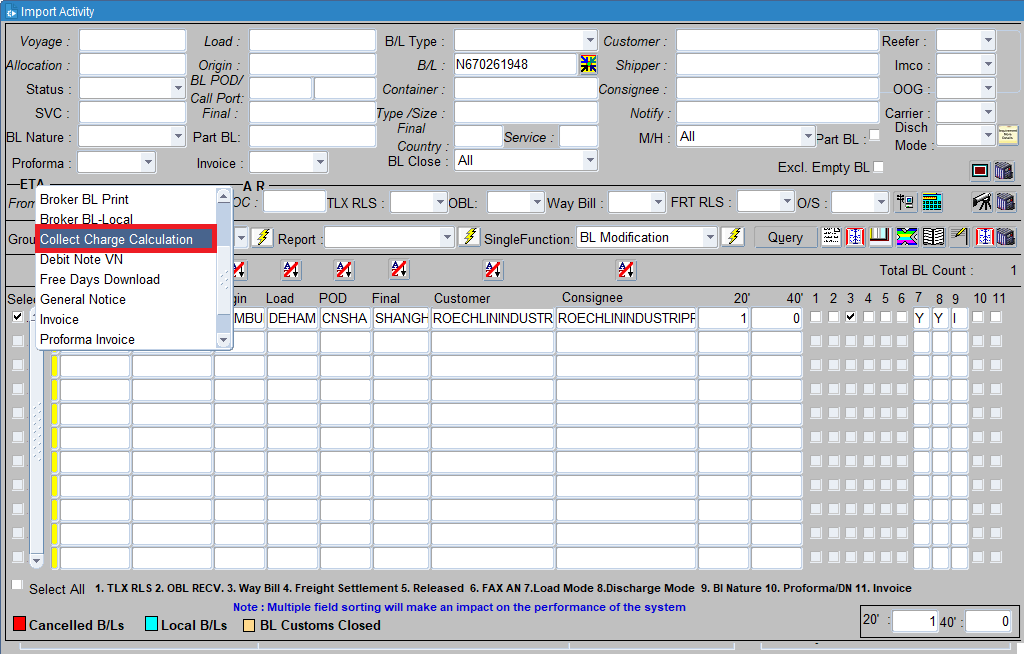 Import Activity
Voyage : Load : B/L Type : Customer : Reefer :
Allocation : Origin : B/L : N670261948 Shipper : Imco :
Status : BL POD/ Call Port: Container : Consignee : OOG :
SVC : Final : Type /Size : Notify : Carrier :
BL Nature : Part BL: Final Country : Service : M/H : All Part BL : Disch Mode :
Proforma : Invoice : BL Close : All Excl. Empty BL
ETA A R
From OC : TLX RLS : OBL: Way Bill : FRT RLS : O/S :
Grou Report : SingleFunction: BL Modification Query
Broker BL Print
Broker BL-Local
Collect Charge Calculation
Debit Note VN
Free Days Download
General Notice
Invoice
Proforma Invoice
Total BL Count : 1
Selec gin Load POD Final Customer Consignee 20' 40' 1 2 3 4 5 6 7 8 9 10 11
MBU DEHAM CNSHA SHANGH ROECHLININDUSTR ROECHLININDUSTRIPF 1 0 Y Y I
Select All 1. TLX RLS 2. OBL RECV. 3. Way Bill 4. Freight Settlement 5. Released 6. FAX AN 7.Load Mode 8.Discharge Mode 9. Bl Nature 10. Proforma/DN 11. Invoice
Note : Multiple field sorting will make an impact on the performance of the system
Cancelled B/Ls Local B/Ls BL Customs Closed
20' : 1 40' : 0